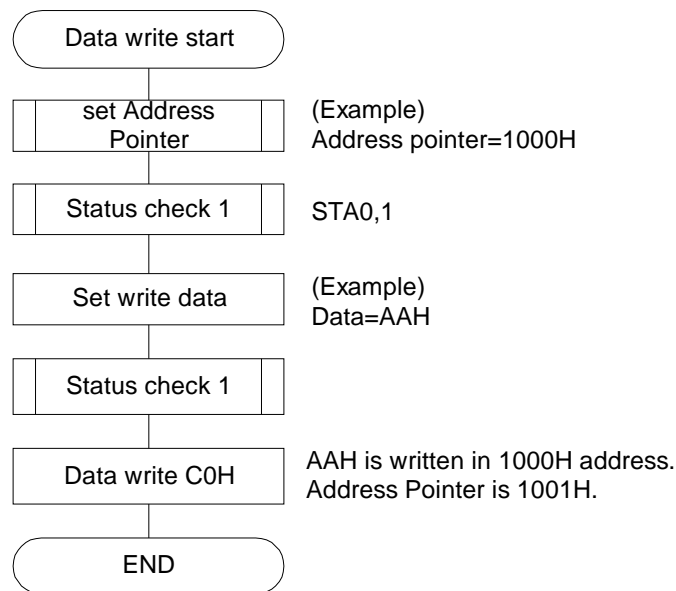 Data write start
set Address
Pointer
(Example)
Address pointer=1000H
Status check 1
STA0,1
Set write data
(Example)
Data=AAH
Status check 1
Data write C0H
AAH is written in 1000H address.
Address Pointer is 1001H.
END